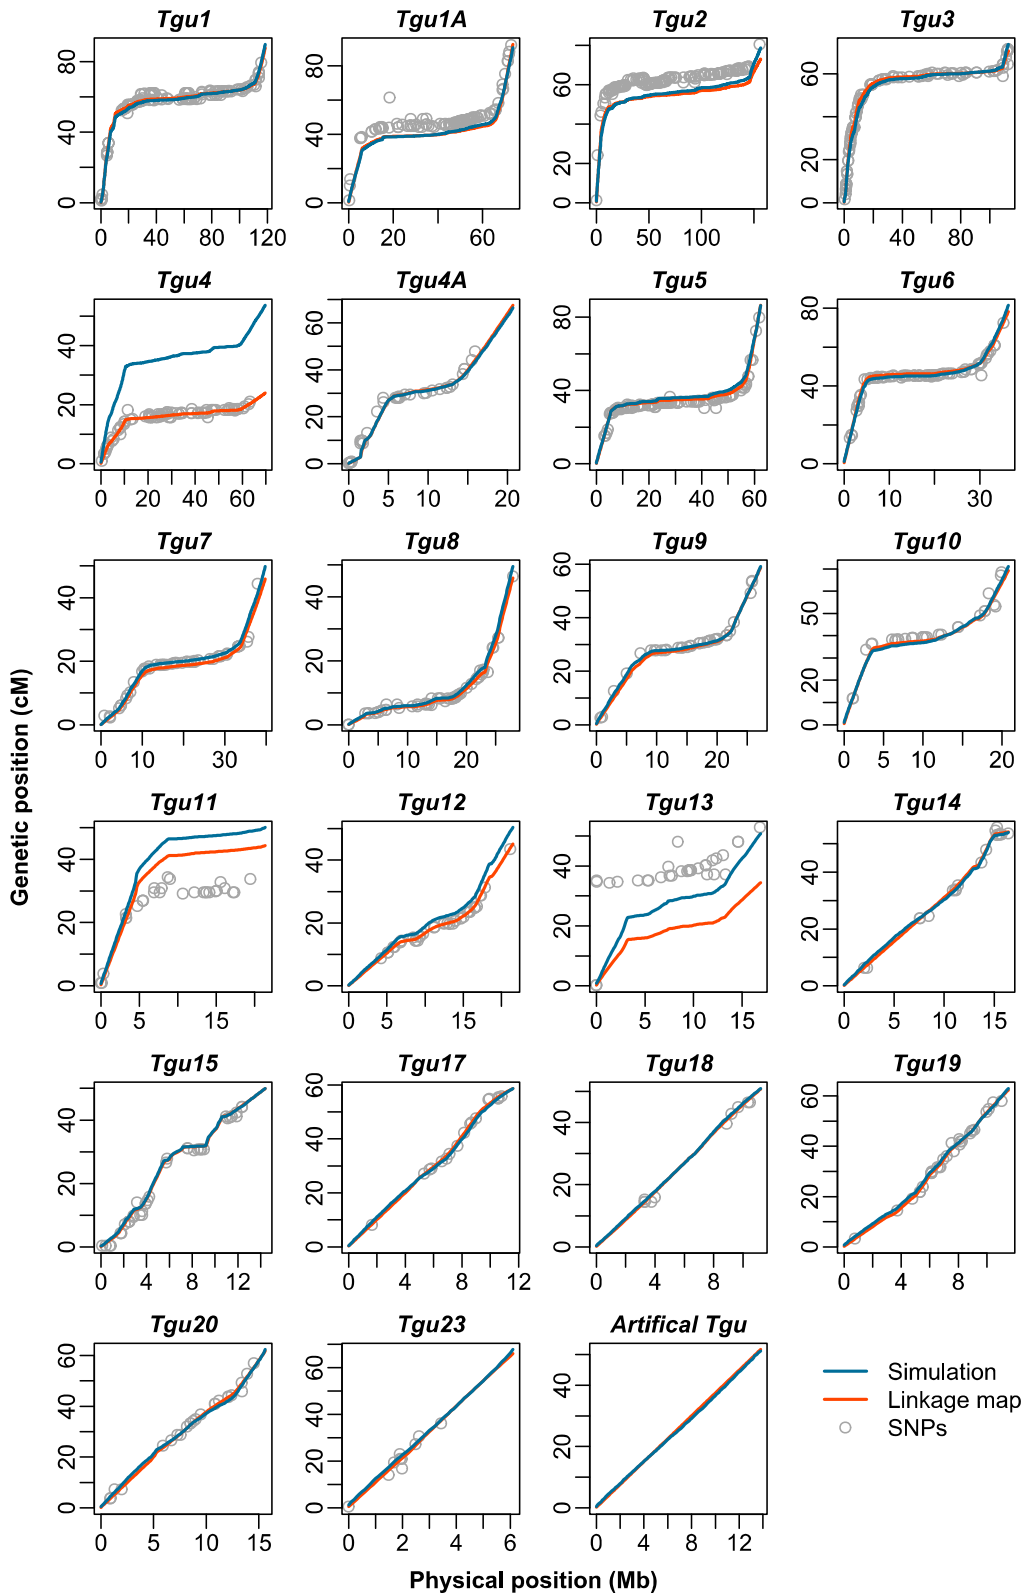 Tgu1 Tgu1A Tgu2 Tgu3
0 40 80
0 40 80
0 20 60
0 20 60
0 40 80 120
0 20 60
0 50 100
0 20 40 80
Tgu4 Tgu4A Tgu5 Tgu6
0 20 40
0 20 40 60
0 20 40 80
0 40 80
0 20 40 60
0 5 10 20
0 20 40 60
0 10 30
Tgu7 Tgu8 Tgu9 Tgu10
0 20 40
0 20 40
0 20 40 60
0 20 50
0 10 30
0 5 15 25
0 10 20
0 5 10 20
Genetic position (cM)
Tgu11 Tgu12 Tgu13 Tgu14
0 20 40
0 20 40
0 20 40
0 20 40
0 5 15
0 5 15
0 5 10 15
0 5 10 15
Tgu15 Tgu17 Tgu18 Tgu19
0 20 40
0 20 40 60
0 20 40
0 20 40 60
0 4 8 12
0 4 8 12
0 4 8
0 4 8
Tgu20 Tgu23 Artifical Tgu
0 20 40 60
0 20 40 60
0 20 40
0 5 10 15
0 2 4 6
0 4 8 12
Simulation
Linkage map
SNPs
Physical position (Mb)